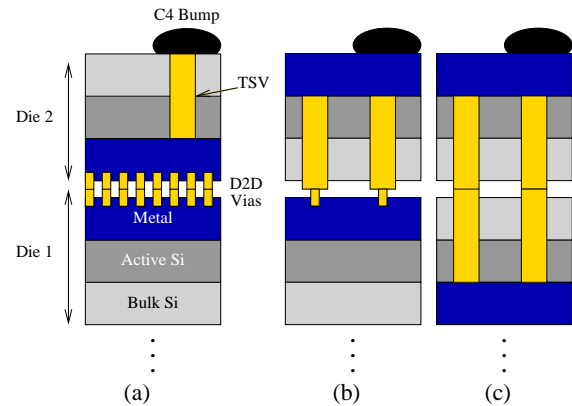 C4 Bump
TSV
Die 2
D2D
Vias
Metal
Die 1
Active Si
Bulk Si
(a)
(b)
(c)